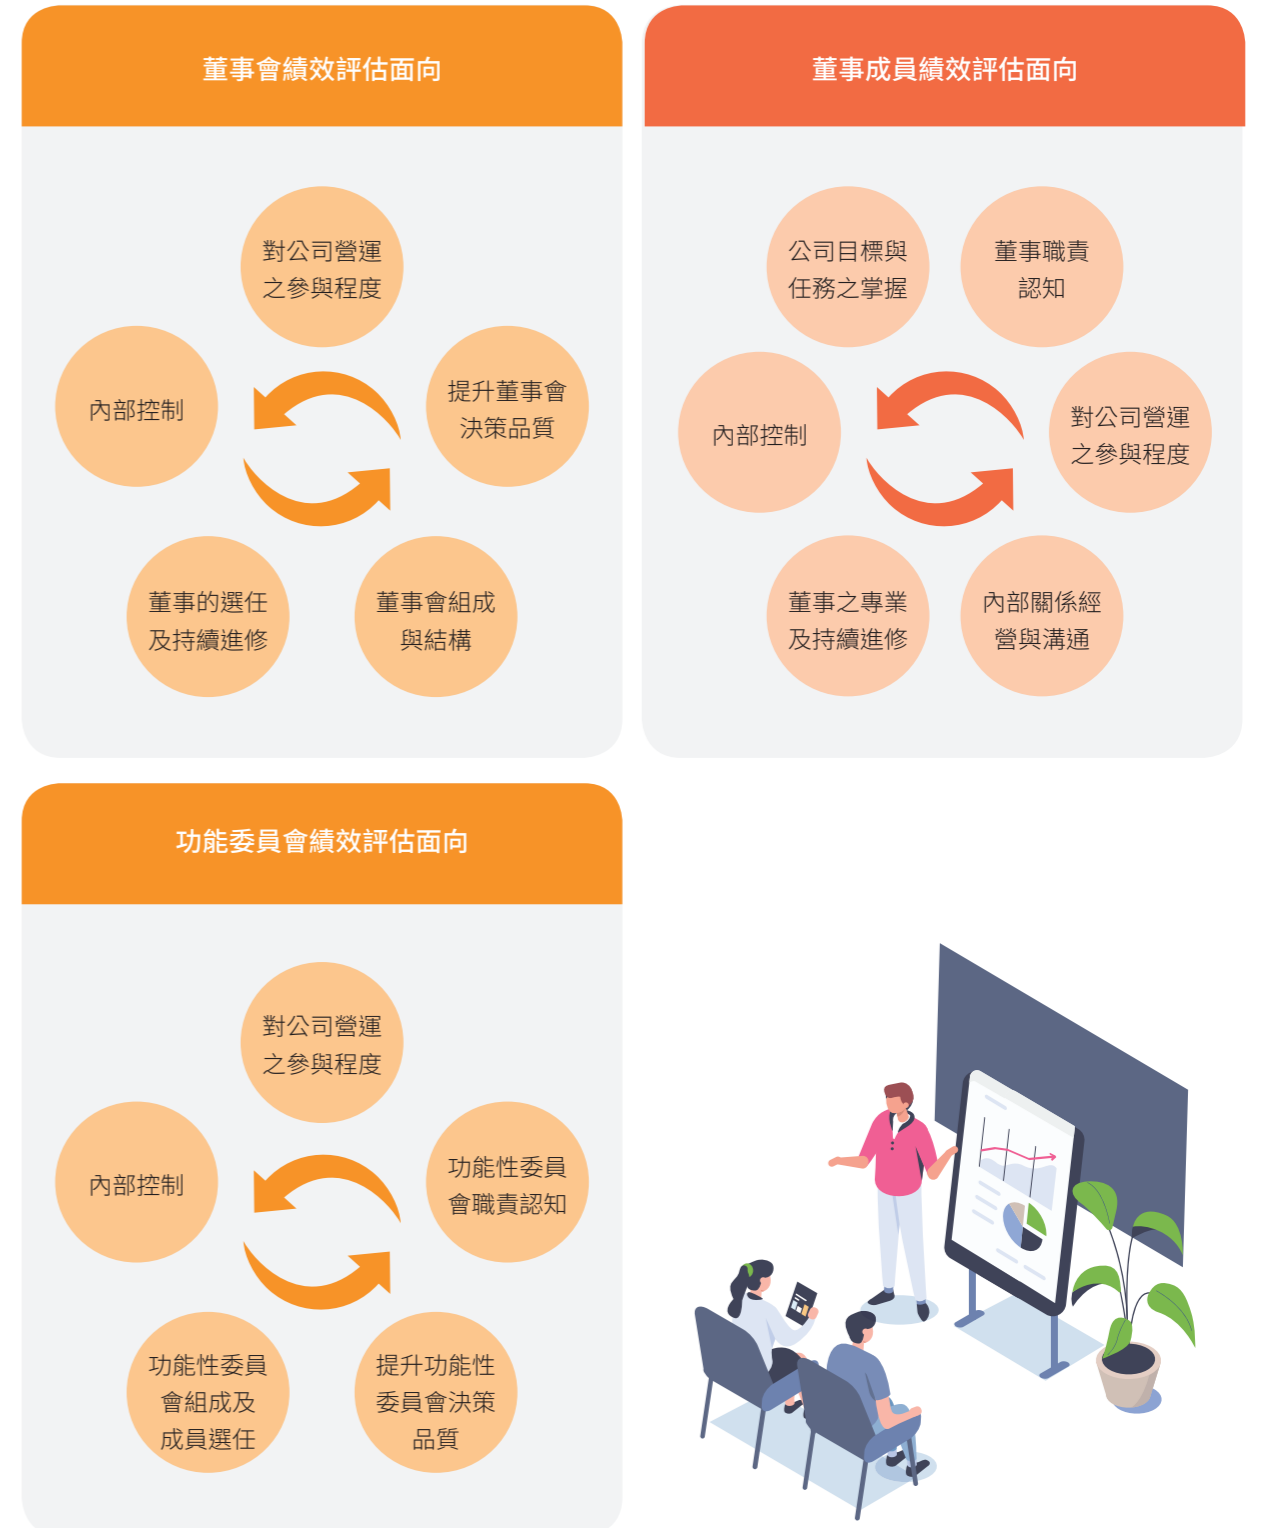 董事會績效評估面向
對公司營運
之參與程度
提升董事會
決策品質
董事會組成
與結構
董事的選任
及持續進修
內部控制
董事成員績效評估面向
公司目標與
任務之掌握
董事職責
認知
對公司營運
之參與程度
內部關係經
營與溝通
董事之專業
及持續進修
內部控制
功能委員會績效評估面向
對公司營運
之參與程度
功能性委員
會職責認知
提升功能性
委員會決策
品質
功能性委員
會組成及
成員選任
內部控制